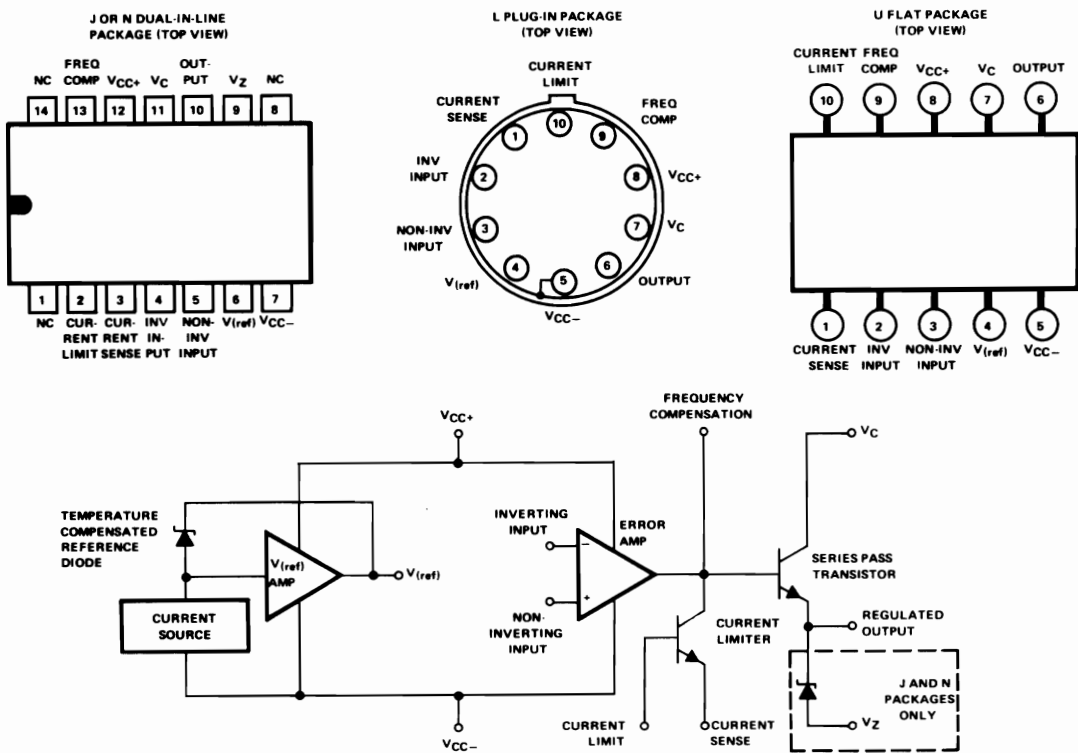 J OR N DUAL-IN-LINE
PACKAGE (TOP VIEW)
NC
FREQ
COMP
VCC+
VC
OUT-
PUT
VZ
NC
14
13
12
11
10
9
8
1
2
3
4
5
6
7
NC
CUR-
RENT
LIMIT
CUR-
RENT
SENSE
INV
IN-
PUT
NON-
INV
INPUT
V(ref)
VCC-
L PLUG-IN PACKAGE
(TOP VIEW)
CURRENT
LIMIT
CURRENT
SENSE
FREQ
COMP
10
1
9
INV
INPUT
2
8
VCC+
NON-INV
INPUT
3
7
VC
V(ref)
4
5
6
OUTPUT
VCC-
U FLAT PACKAGE
(TOP VIEW)
CURRENT
LIMIT
FREQ
COMP
VCC+
VC
OUTPUT
10
9
8
7
6
1
2
3
4
5
CURRENT
SENSE
INV
INPUT
NON-INV
INPUT
V(ref)
VCC-
VCC+
FREQUENCY
COMPENSATION
VC
TEMPERATURE
COMPENSATED
REFERENCE
DIODE
V(ref)
AMP
V(ref)
CURRENT
SOURCE
INVERTING
INPUT
ERROR
AMP
-
+
NON-
INVERTING
INPUT
SERIES PASS
TRANSISTOR
CURRENT
LIMITER
REGULATED
OUTPUT
J AND N
PACKAGES
ONLY
VZ
VCC-
CURRENT
LIMIT
CURRENT
SENSE